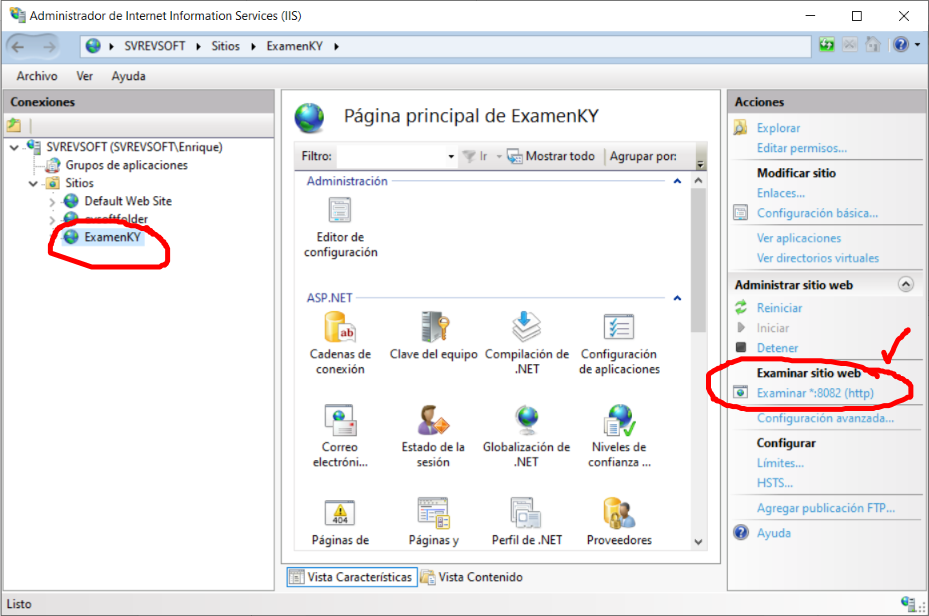 Administrador de Internet Information Services (IIS)
SVREVSOFT
Sitios
ExamenKY
Archivo Ver Ayuda
Conexiones
SVREVSOFT (SVREVSOFT\Enrique)
Grupos de aplicaciones
Sitios
Default Web Site
ExamenKY
Página principal de ExamenKY
Filtro: Ir Mostrar todo Agrupar por:
Administración
Editor de
configuración
ASP.NET
Cadenas de
conexión
Clave del equipo
Compilación de
.NET
Configuración
de aplicaciones
Correo
electróni...
Estado de la
sesión
Globalización de
.NET
Niveles de
confianza ...
404
Páginas de
Páginas y
Perfil de .NET
Proveedores
Vista Características Vista Contenido
Acciones
Explorar
Editar permisos...
Modificar sitio
Enlaces...
Configuración básica...
Ver aplicaciones
Ver directorios virtuales
Administrar sitio web
Reiniciar
Iniciar
Detener
Examinar sitio web
Examinar *:8082 (http)
Configuración avanzada...
Configurar
Límites...
HSTS...
Agregar publicación FTP...
Ayuda
Listo